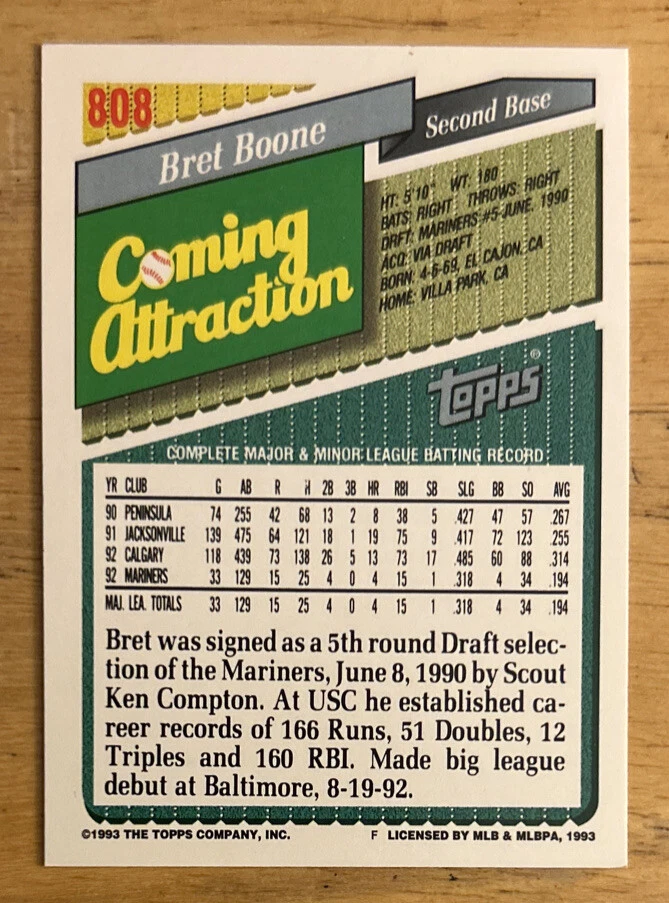 808
Bret Boone
Second Base
Coming
Attraction
HT: 5'10" WT: 180
BATS: RIGHT THROWS: RIGHT
DRFT: MARINERS #5-JUNE, 1990
ACQ: VIA DRAFT
BORN: 4-6-69, EL CAJON, CA
HOME: VILLA PARK, CA
TOPPS®
COMPLETE MAJOR & MINOR LEAGUE BATTING RECORD
YR CLUB G AB R H 2B 3B HR RBI SB SLG BB SO AVG
90 PENINSULA 74 255 42 68 13 2 8 38 5 .427 47 57 .267
91 JACKSONVILLE 139 475 64 121 18 1 19 75 9 .417 72 123 .255
92 CALGARY 118 439 73 138 26 5 13 73 17 .485 60 88 .314
92 MARINERS 33 129 15 25 4 0 4 15 1 .318 4 34 .194
MAJ. LEA. TOTALS 33 129 15 25 4 0 4 15 1 .318 4 34 .194
Bret was signed as a 5th round Draft selec-
tion of the Mariners, June 8, 1990 by Scout
Ken Compton. At USC he established ca-
reer records of 166 Runs, 51 Doubles, 12
Triples and 160 RBI. Made big league
debut at Baltimore, 8-19-92.
©1993 THE TOPPS COMPANY, INC. F LICENSED BY MLB & MLBPA, 1993